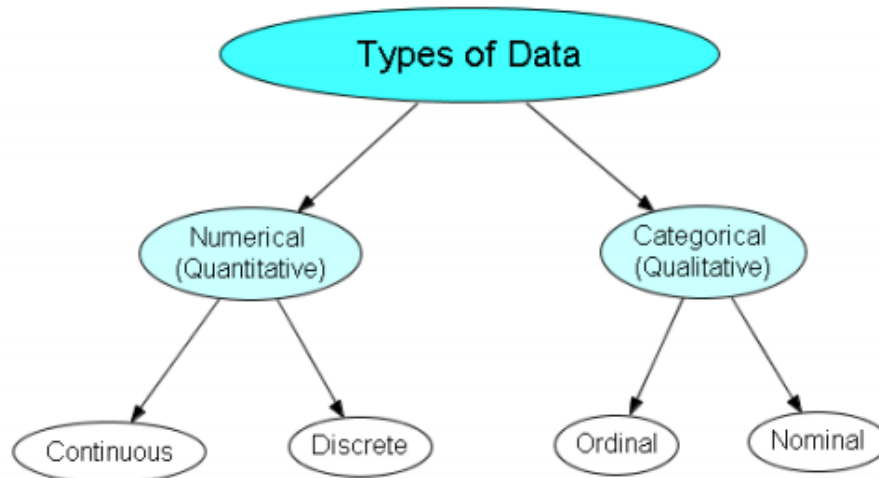 Types of Data
Numerical
(Quantitative)
Categorical
(Qualitative)
Continuous
Discrete
Ordinal
Nominal